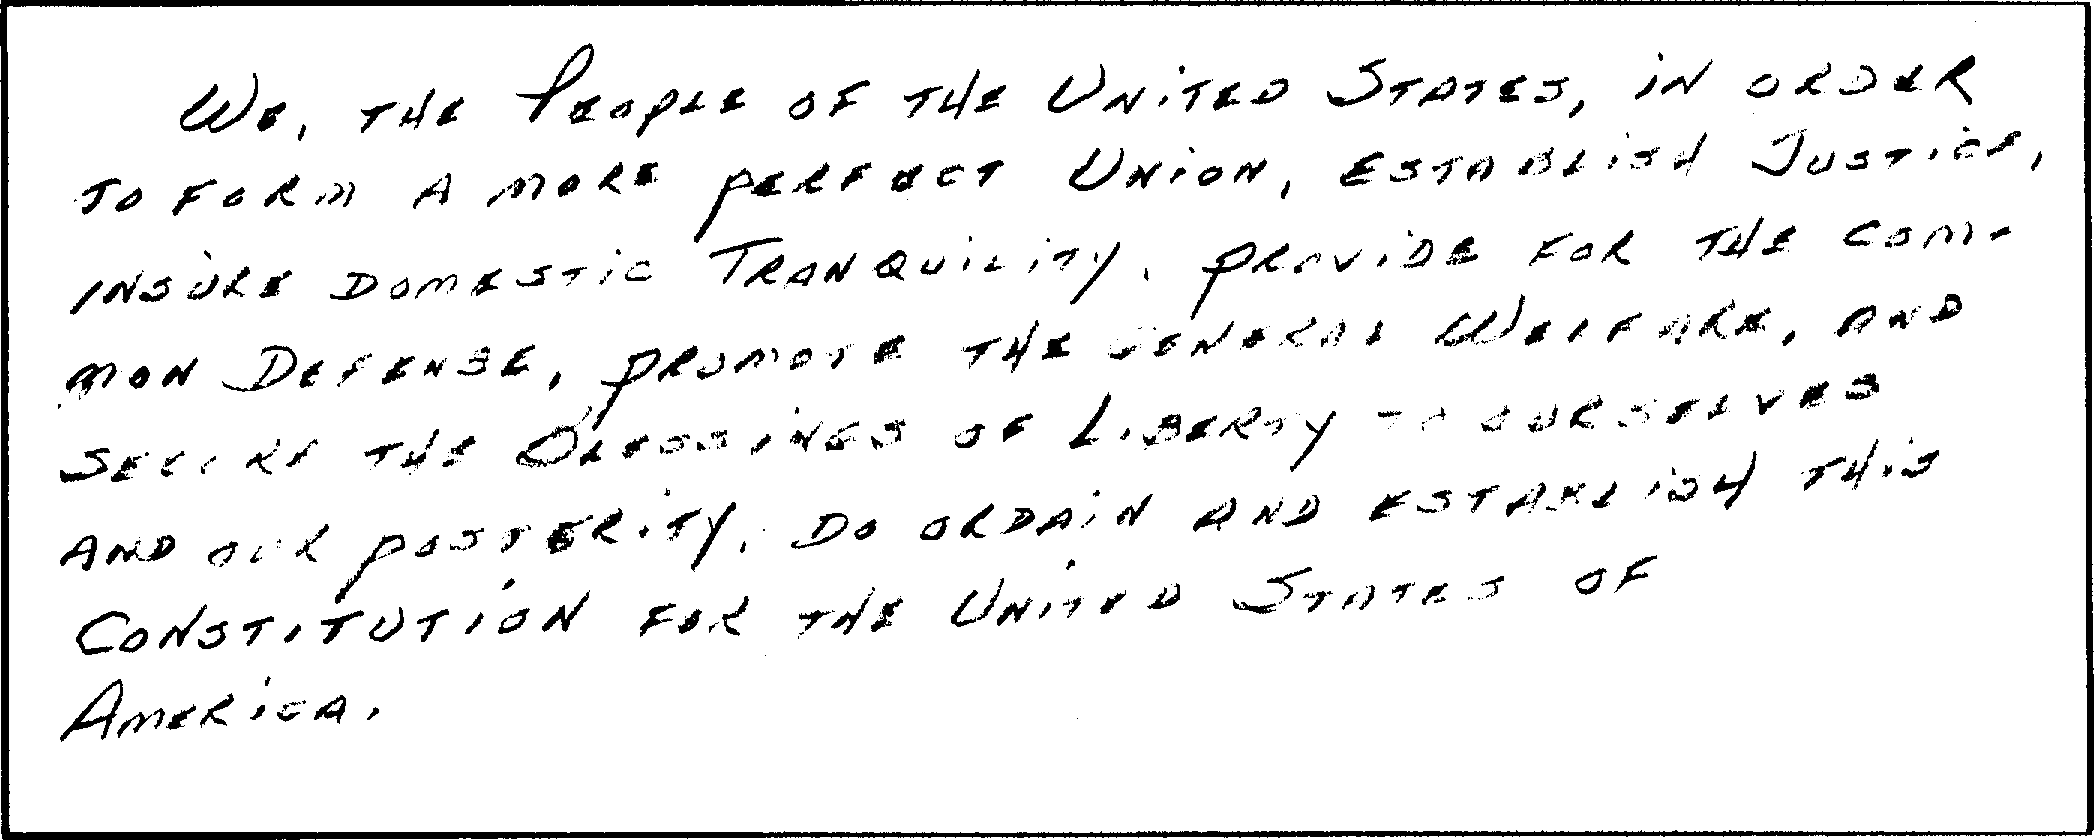 We, the People of the United States, in order
to form a more perfect Union, establish Justice,
insure domestic Tranquility, provide for the com-
mon Defense, promote the general Welfare, and
secure the Blessings of Liberty to ourselves
and our posterity, do ordain and establish this
Constitution for the United States of
America.